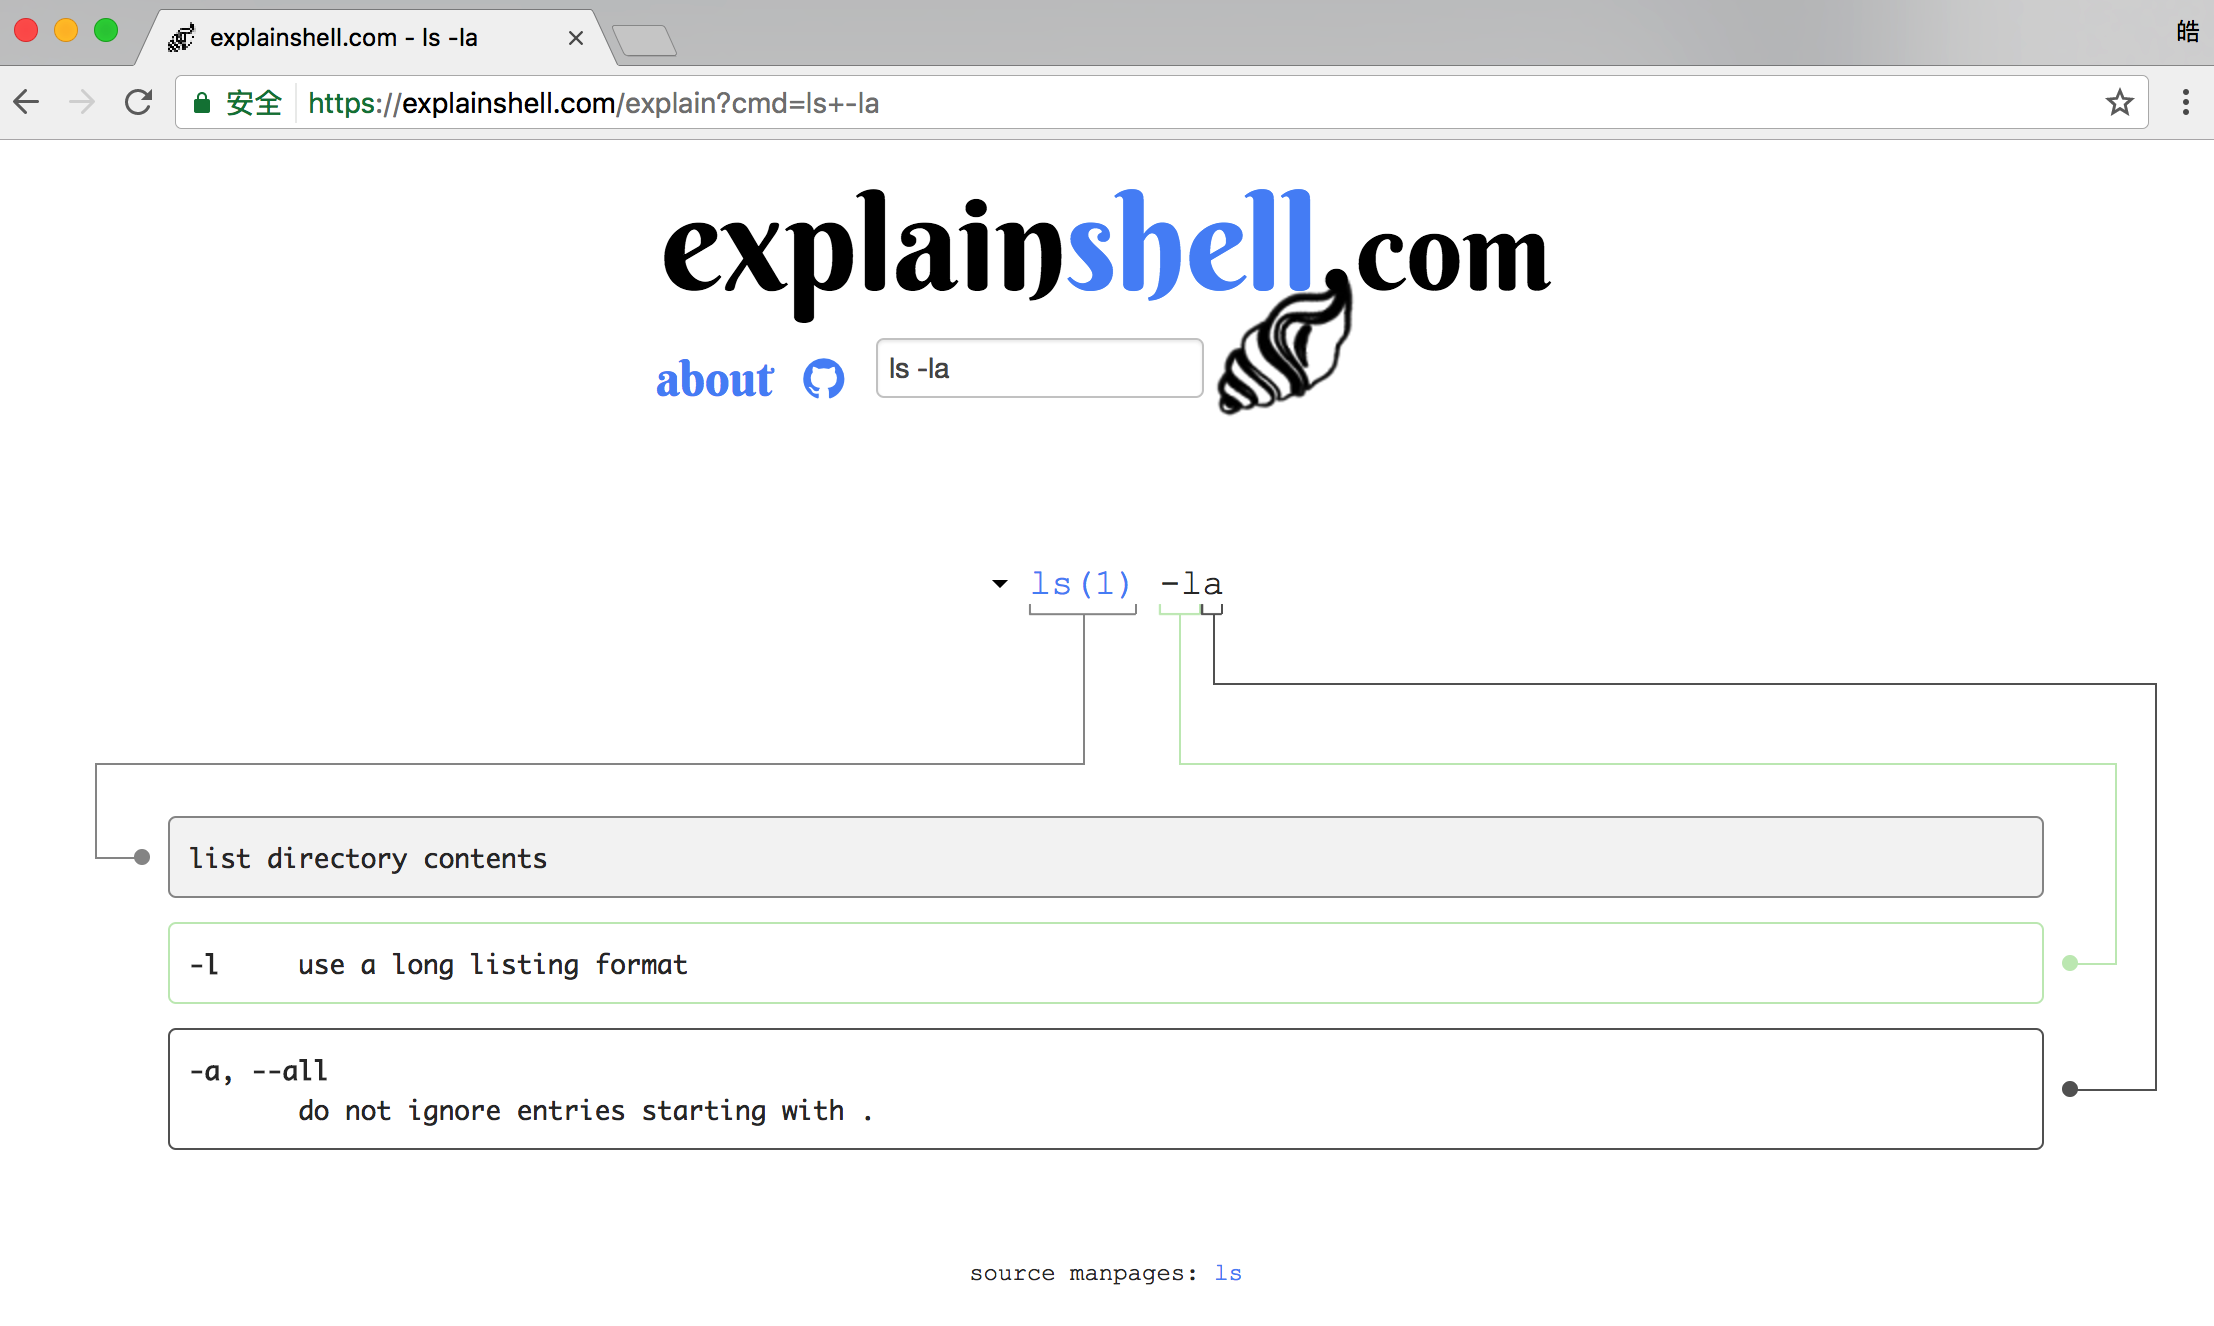 explainshell.com - ls -la
皓
安全 https://explainshell.com/explain?cmd=ls+-la
explainshell.com
about ls -la
ls(1) -la
list directory contents
-l use a long listing format
-a, --all
do not ignore entries starting with .
source manpages: ls